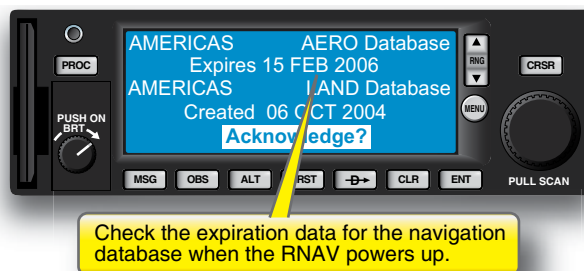 AMERICAS AERO Database
PROC
Expires 15 FEB 2006
RNG
CRSR
AMERICAS LAND Database
MENU
Created 06 OCT 2004
PUSH ON
BRT
Acknowledge?
MSG OBS ALT RST D CLR ENT
PULL SCAN
Check the expiration data for the navigation
database when the RNAV powers up.